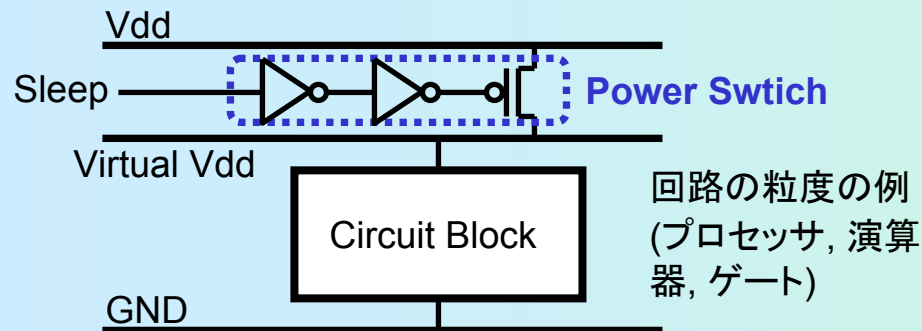 Vdd
Sleep
Power Swtich
Virtual Vdd
回路の粒度の例
(プロセッサ, 演算
器, ゲート)
Circuit Block
GND